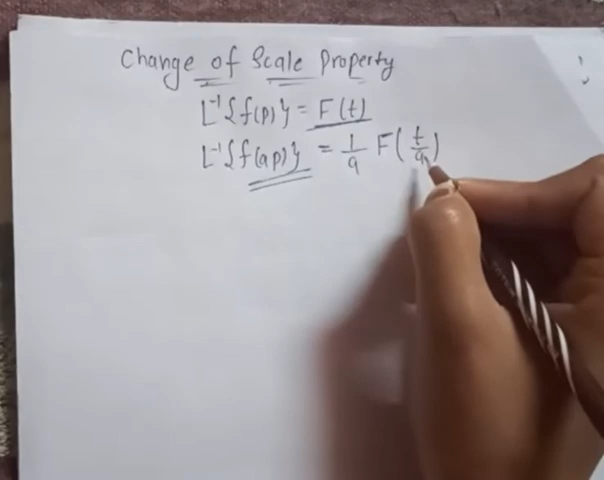 Change of Scale Property
L⁻¹{f(p)} = F(t)
L⁻¹{f(ap)} = 1/a F(t/a)